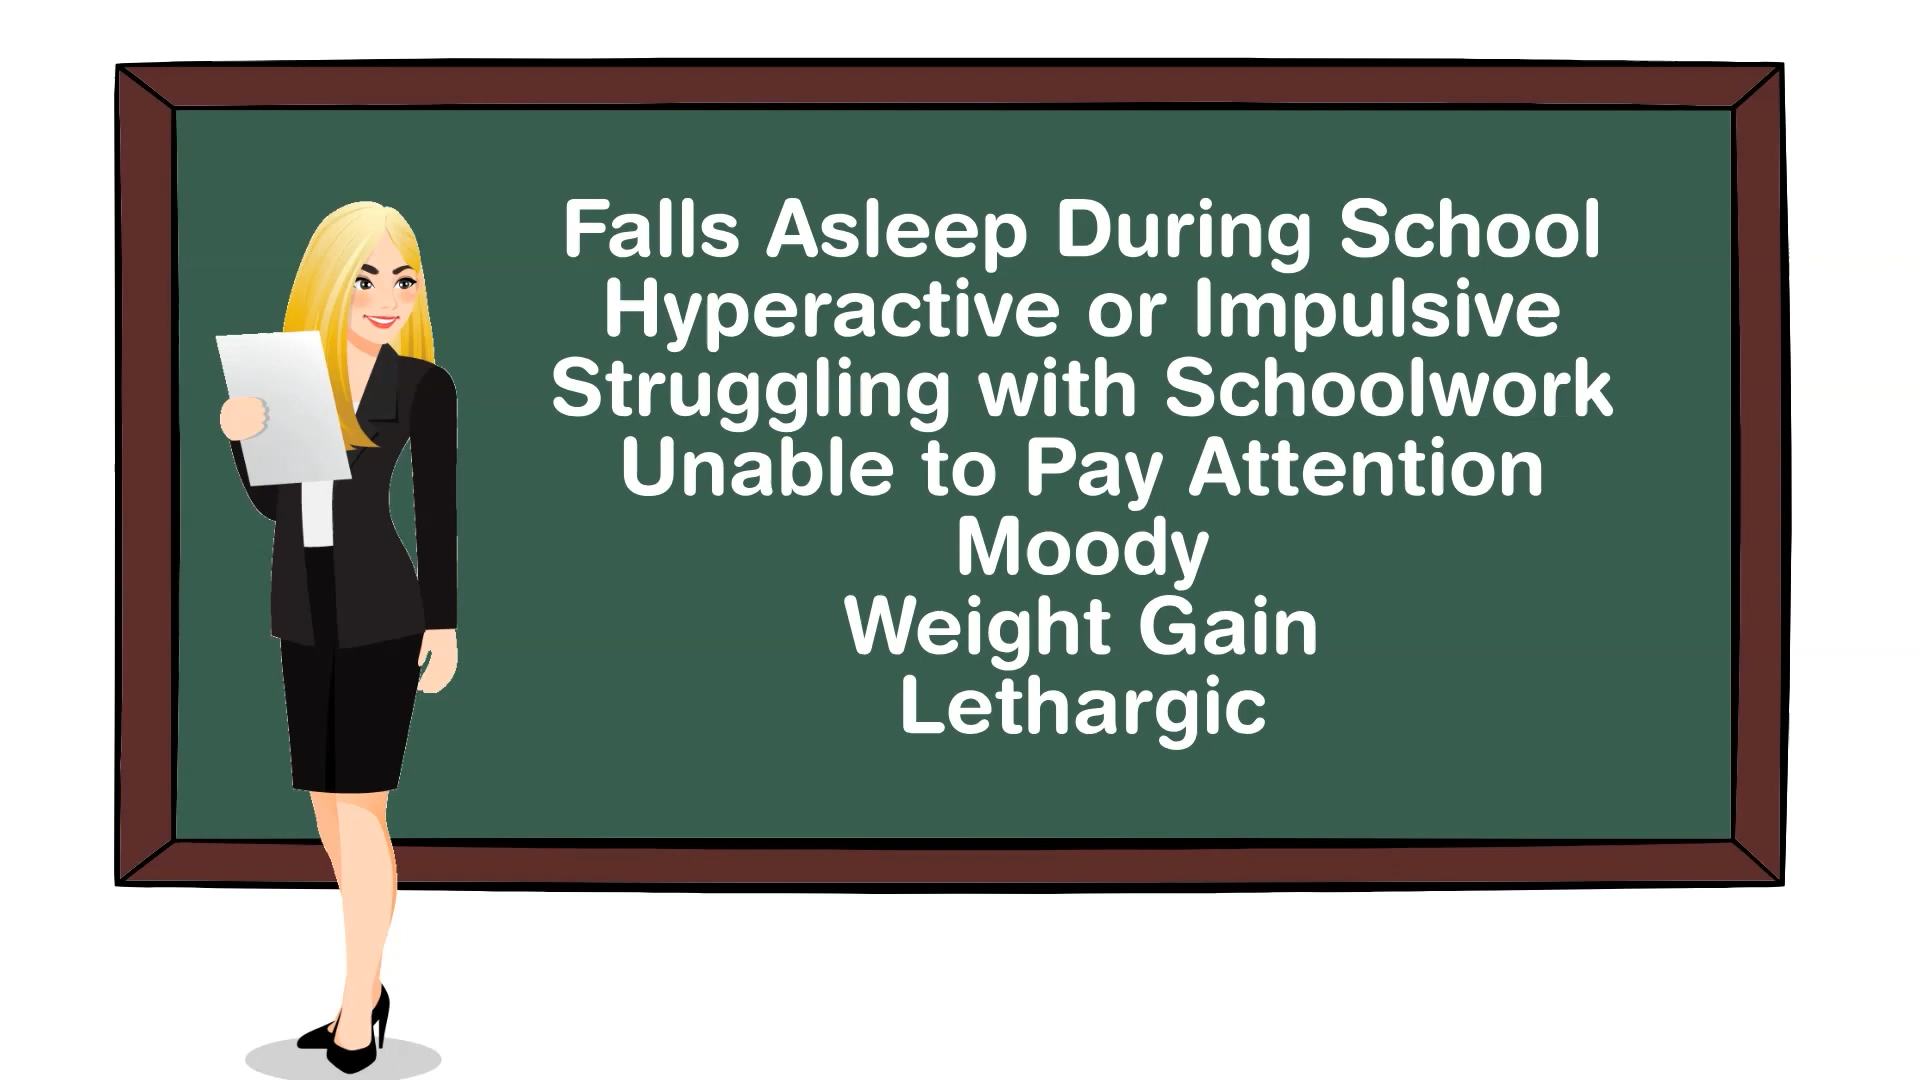 Falls Asleep During School
Hyperactive or Impulsive
Struggling with Schoolwork
Unable to Pay Attention
Moody
Weight Gain
Lethargic